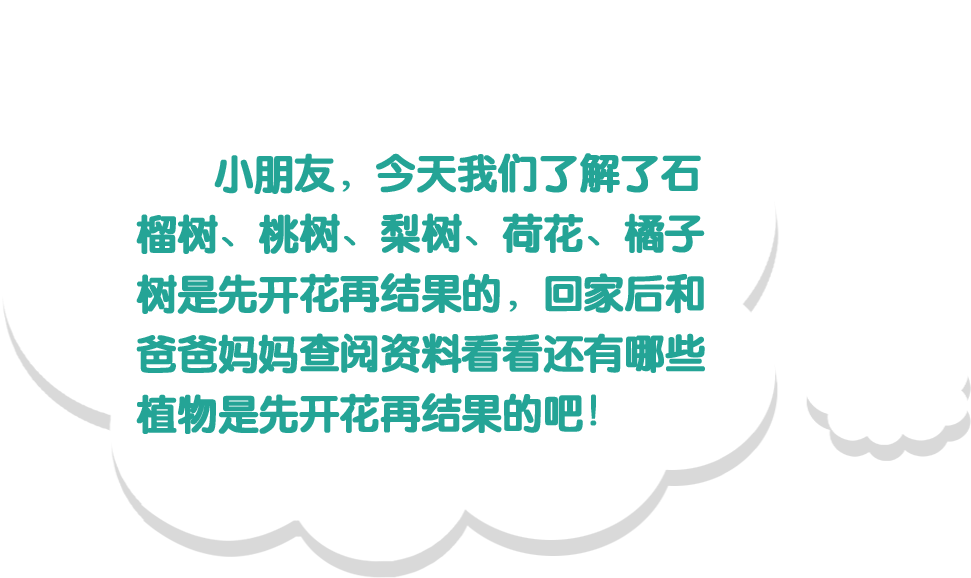 小朋友，今天我们了解了石
榴树、桃树、梨树、荷花、橘子
树是先开花再结果的，回家后和
爸爸妈妈查阅资料看看还有哪些
植物是先开花再结果的吧！